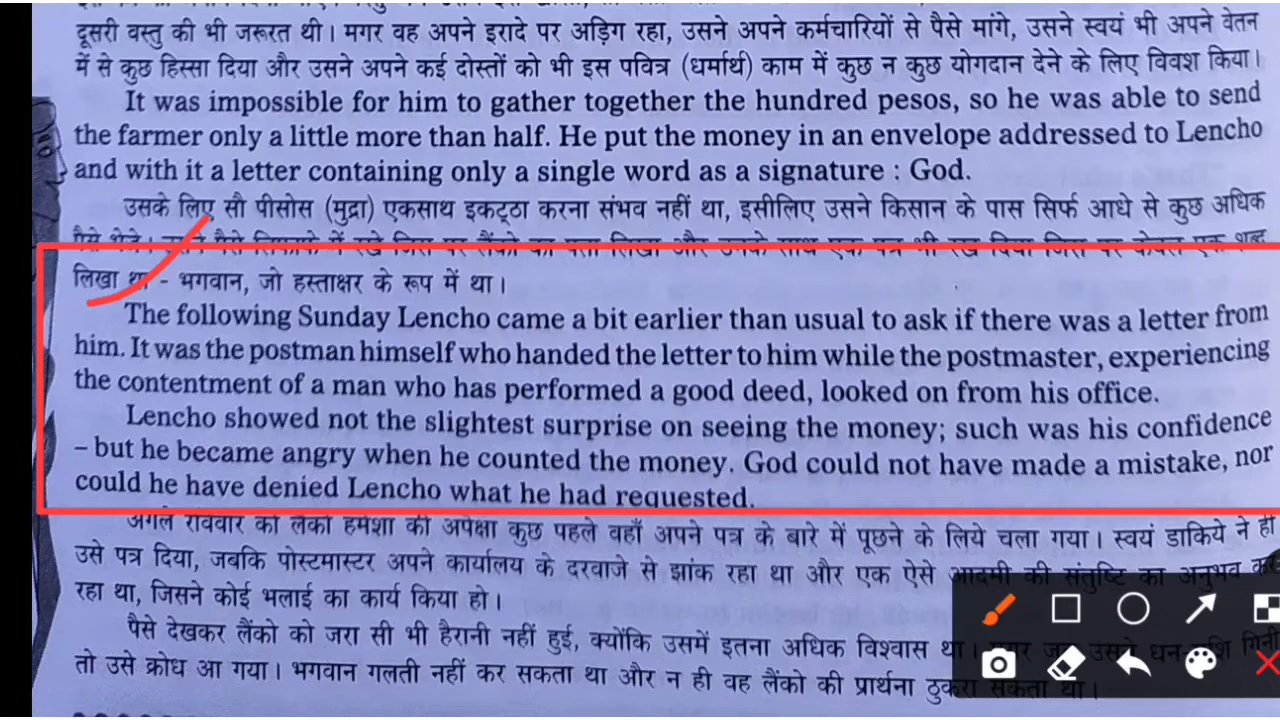 दूसरी वस्तु की भी जरूरत थी। मगर वह अपने इरादे पर अड़िग रहा, उसने अपने कर्मचारियों से पैसे मांगे, उसने स्वयं भी अपने वेतन
में से कुछ हिस्सा दिया और उसने अपने कई दोस्तों को भी इस पवित्र (धर्मार्थ) काम में कुछ न कुछ योगदान देने के लिए विवश किया।
It was impossible for him to gather together the hundred pesos, so he was able to send
the farmer only a little more than half. He put the money in an envelope addressed to Lencho
and with it a letter containing only a single word as a signature : God.
उसके लिए सौ पीसोस (मुद्रा) एकसाथ इकट्ठा करना संभव नहीं था, इसीलिए उसने किसान के पास सिर्फ आधे से कुछ अधिक
लिखा था - भगवान, जो हस्ताक्षर के रूप में था।
The following Sunday Lencho came a bit earlier than usual to ask if there was a letter from
him. It was the postman himself who handed the letter to him while the postmaster, experiencing
the contentment of a man who has performed a good deed, looked on from his office.
Lencho showed not the slightest surprise on seeing the money; such was his confidence
– but he became angry when he counted the money. God could not have made a mistake, nor
could he have denied Lencho what he had requested.
अगले रविवार को लैंको हमेशा की अपेक्षा कुछ पहले वहाँ अपने पत्र के बारे में पूछने के लिये चला गया। स्वयं डाकिये ने ही
उसे पत्र दिया, जबकि पोस्टमास्टर अपने कार्यालय के दरवाजे से झांक रहा था और एक ऐसे आदमी की संतुष्टि का अनुभव कर
रहा था, जिसने कोई भलाई का कार्य किया हो।
पैसे देखकर लैंको को जरा सी भी हैरानी नहीं हुई, क्योंकि उसमें इतना अधिक विश्वास था। उसने गिनी
तो उसे क्रोध आ गया। भगवान गलती नहीं कर सकता था और न ही वह लैंको की प्रार्थना ठुकरा सकता था।